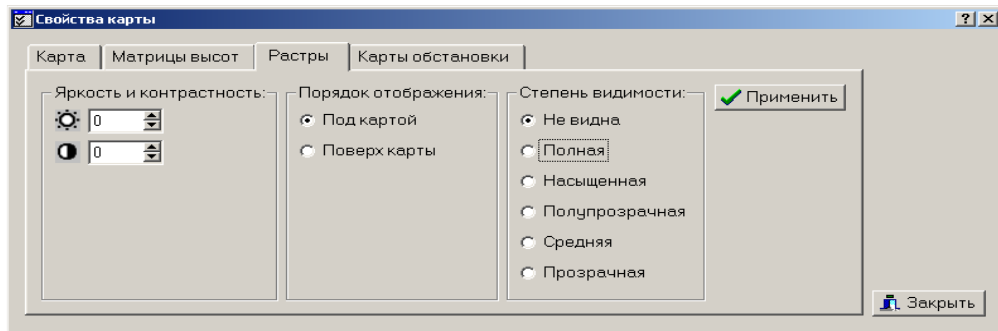 Свойства карты
Карта Матрицы высот Растры Карты обстановки
Яркость и контрастность: Порядок отображения: Степень видимости: Применить
0 Под картой Не видна
0 Поверх карты Полная
Насыщенная
Полупрозрачная
Средняя
Прозрачная
Закрыть